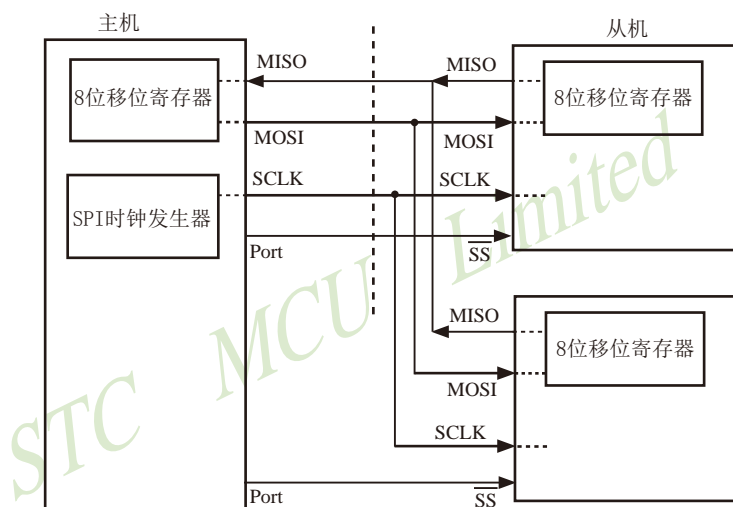 主机
从机
MISO
MISO
8位移位寄存器
8位移位寄存器
MOSI
MOSI
SCLK
SCLK
SPI时钟发生器
Port
SS
MISO
8位移位寄存器
MOSI
SCLK
Port
SS
STC MCU Limited